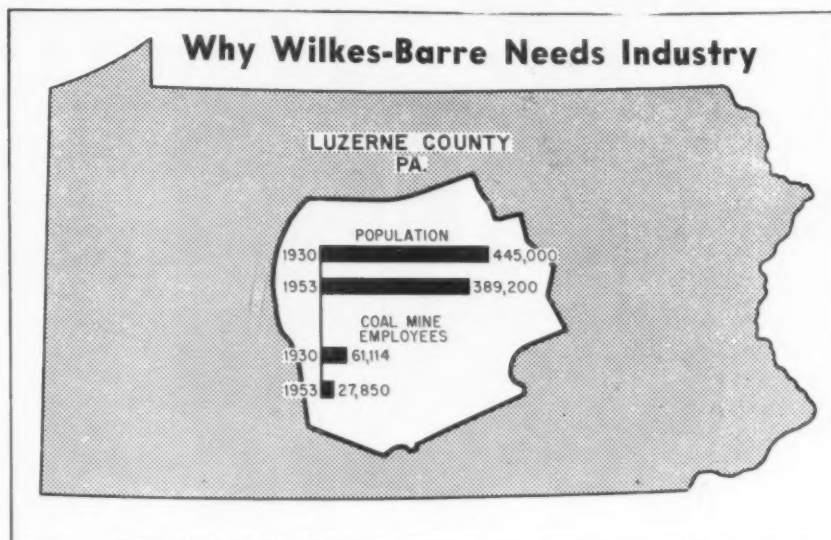 Why Wilkes-Barre Needs Industry
LUZERNE COUNTY
PA.
POPULATION
1930 445,000
1953 389,200
COAL MINE
EMPLOYEES
1930 61,114
1953 27,850